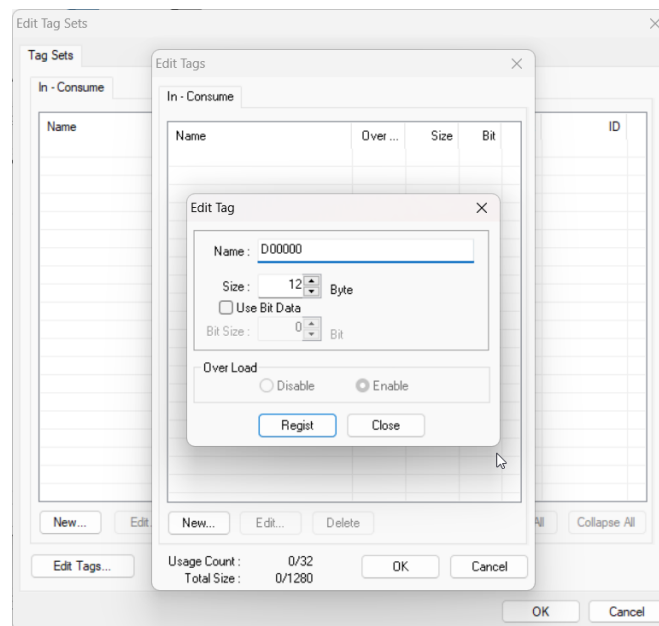 Edit Tag Sets
Tag Sets
In - Consume
Name
ID
New...
Edit
All
Collapse All
Edit Tags...
OK
Cancel
Edit Tags
In - Consume
Name Over ... Size Bit
New... Edit... Delete
Usage Count : 0/32
Total Size : 0/1280
OK Cancel
Edit Tag
Name : D00000
Size : 12 Byte
Use Bit Data
Bit Size : 0 Bit
Over Load
Disable Enable
Regist Close